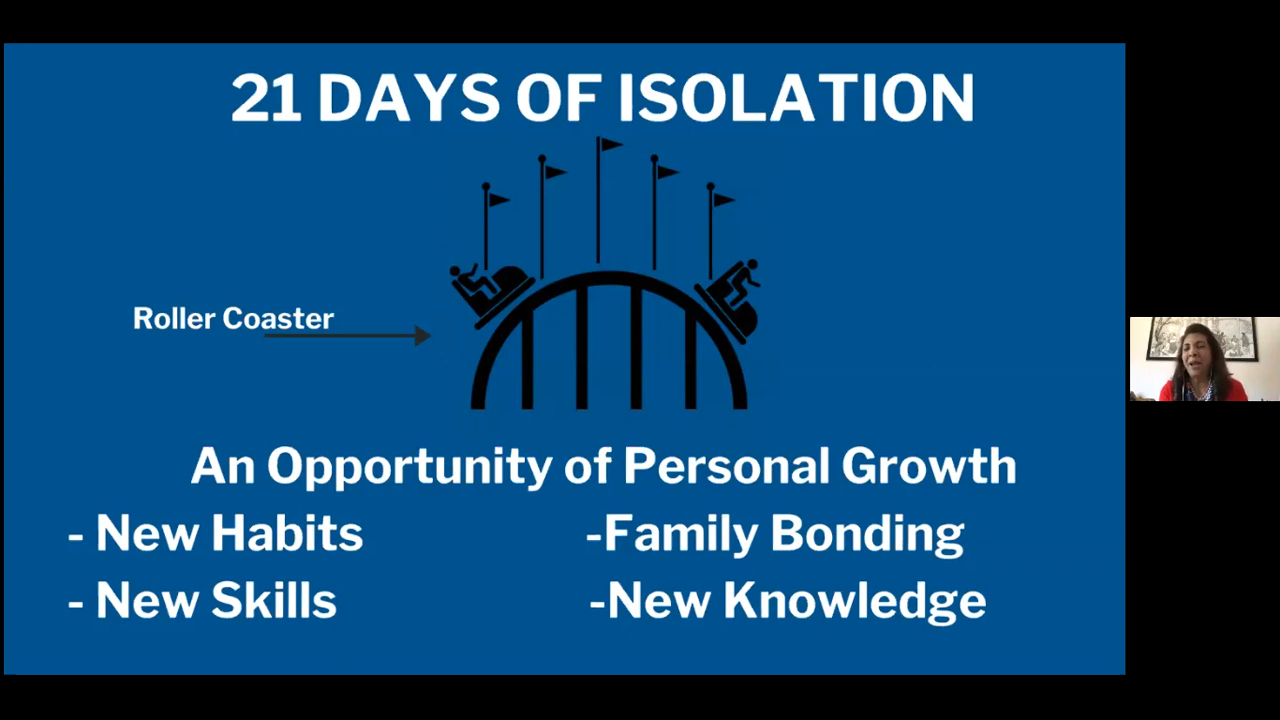 21 DAYS OF ISOLATION
Roller Coaster
An Opportunity of Personal Growth
- New Habits
-Family Bonding
- New Skills
-New Knowledge